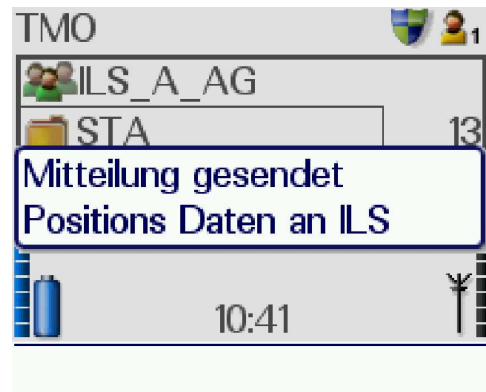 TMO
1
ILS_A_AG
STA 13
Mitteilung gesendet
Positions Daten an ILS
10:41